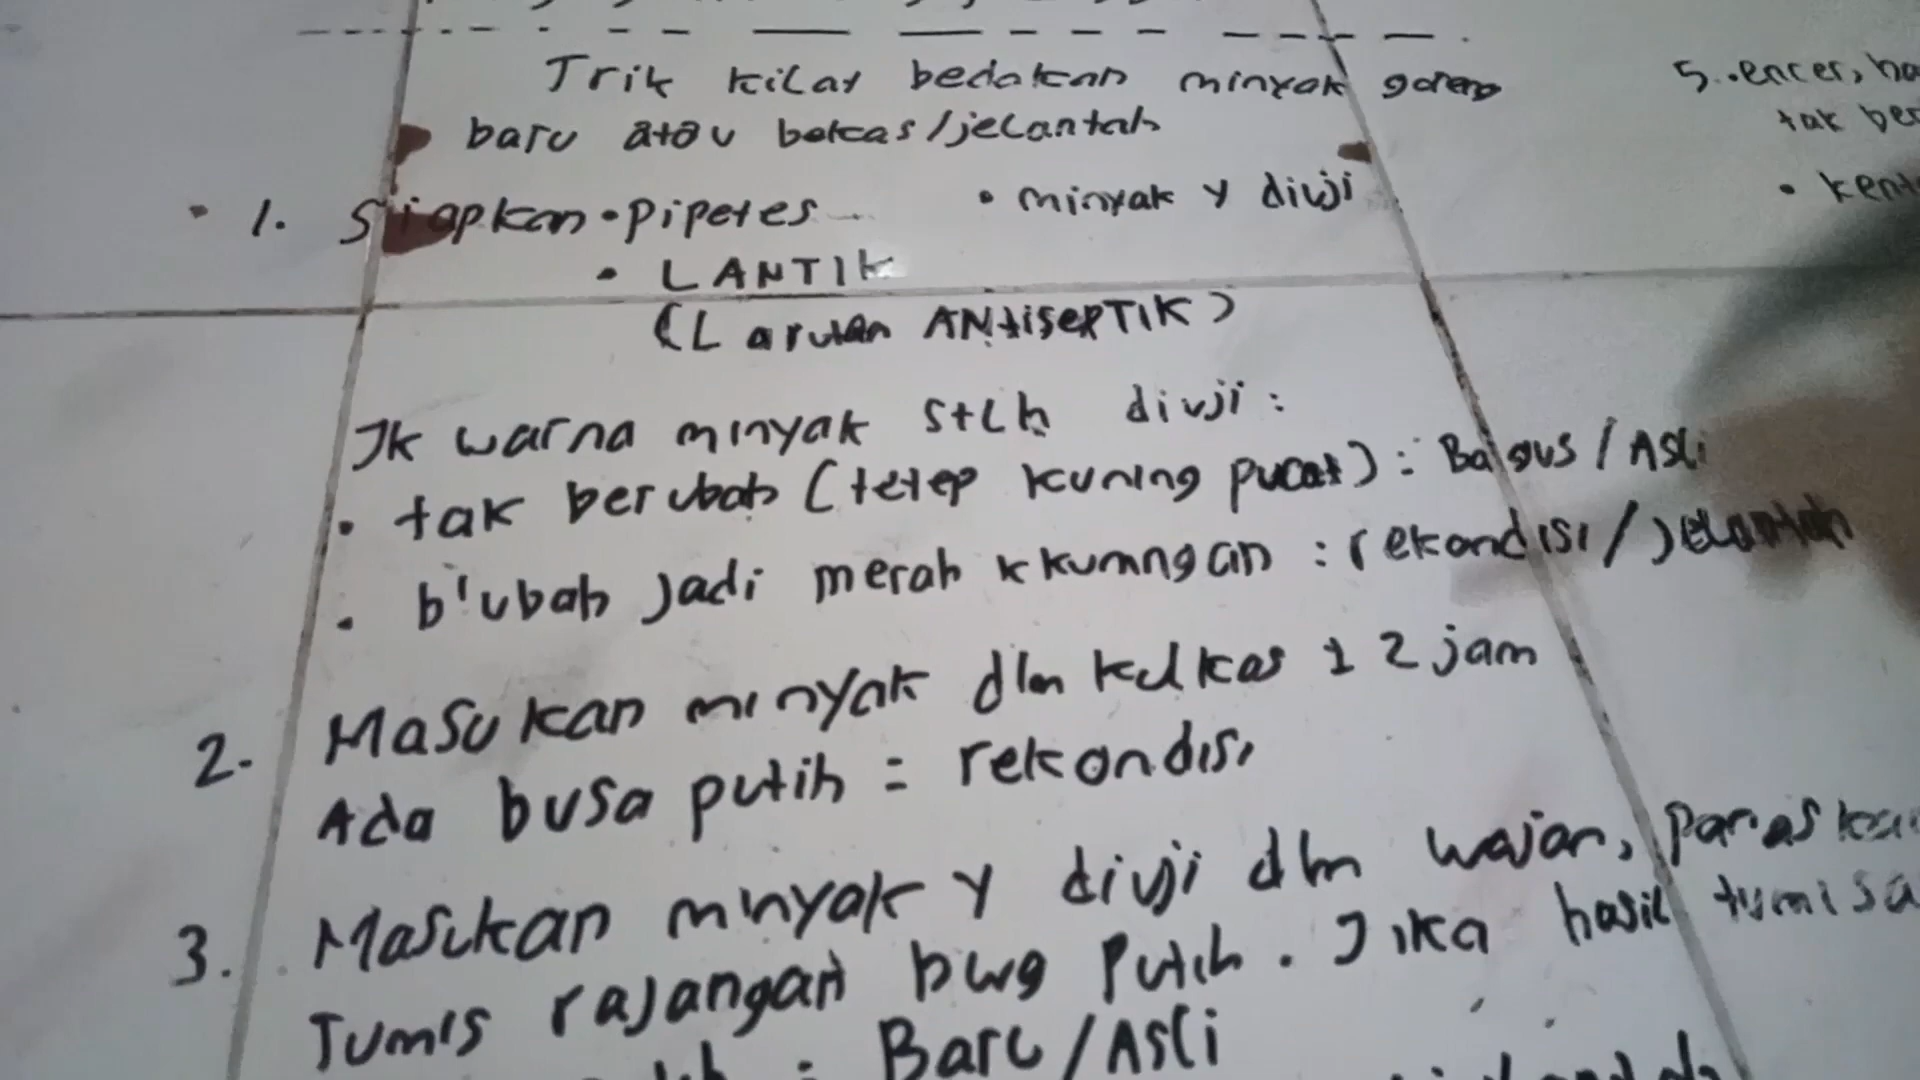 Trik kilat bedakan minyak goreng
baru atau bekas/jelantah
1. Siapkan • pipetes • minyak y diuji
• LANTIK
(Larutan ANtisepTIK)
Jk warna minyak stlh diuji:
• tak berubah (tetep kuning pucat): Bagus / Asli
• b'ubah jadi merah kkuningan : rekondisi/jelantah
2. Masukan minyak dlm kulkas ± 2 jam
Ada busa putih = rekondisi
3. Masukan minyak y diuji dlm wajan, panaskan
Tumis rajangan bwg Putih. Jika hasil tumisa
: Baru/Asli
5. encer,
tak ber